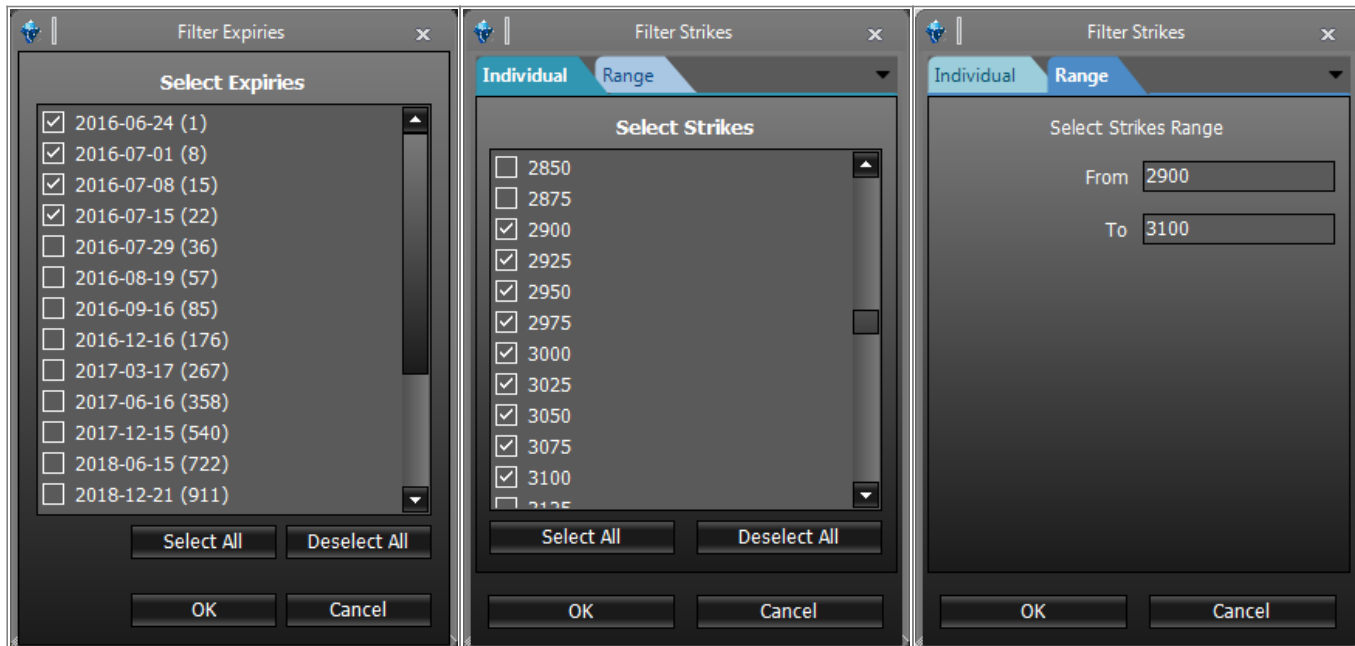 Filter Expiries
x
Select Expiries
2016-06-24 (1)
2016-07-01 (8)
2016-07-08 (15)
2016-07-15 (22)
2016-07-29 (36)
2016-08-19 (57)
2016-09-16 (85)
2016-12-16 (176)
2017-03-17 (267)
2017-06-16 (358)
2017-12-15 (540)
2018-06-15 (722)
2018-12-21 (911)
Select All Deselect All
OK Cancel
Filter Strikes
x
Individual Range
Select Strikes
2850
2875
2900
2925
2950
2975
3000
3025
3050
3075
3100
3125
Select All Deselect All
OK Cancel
Filter Strikes
x
Individual Range
Select Strikes Range
From 2900
To 3100
OK Cancel